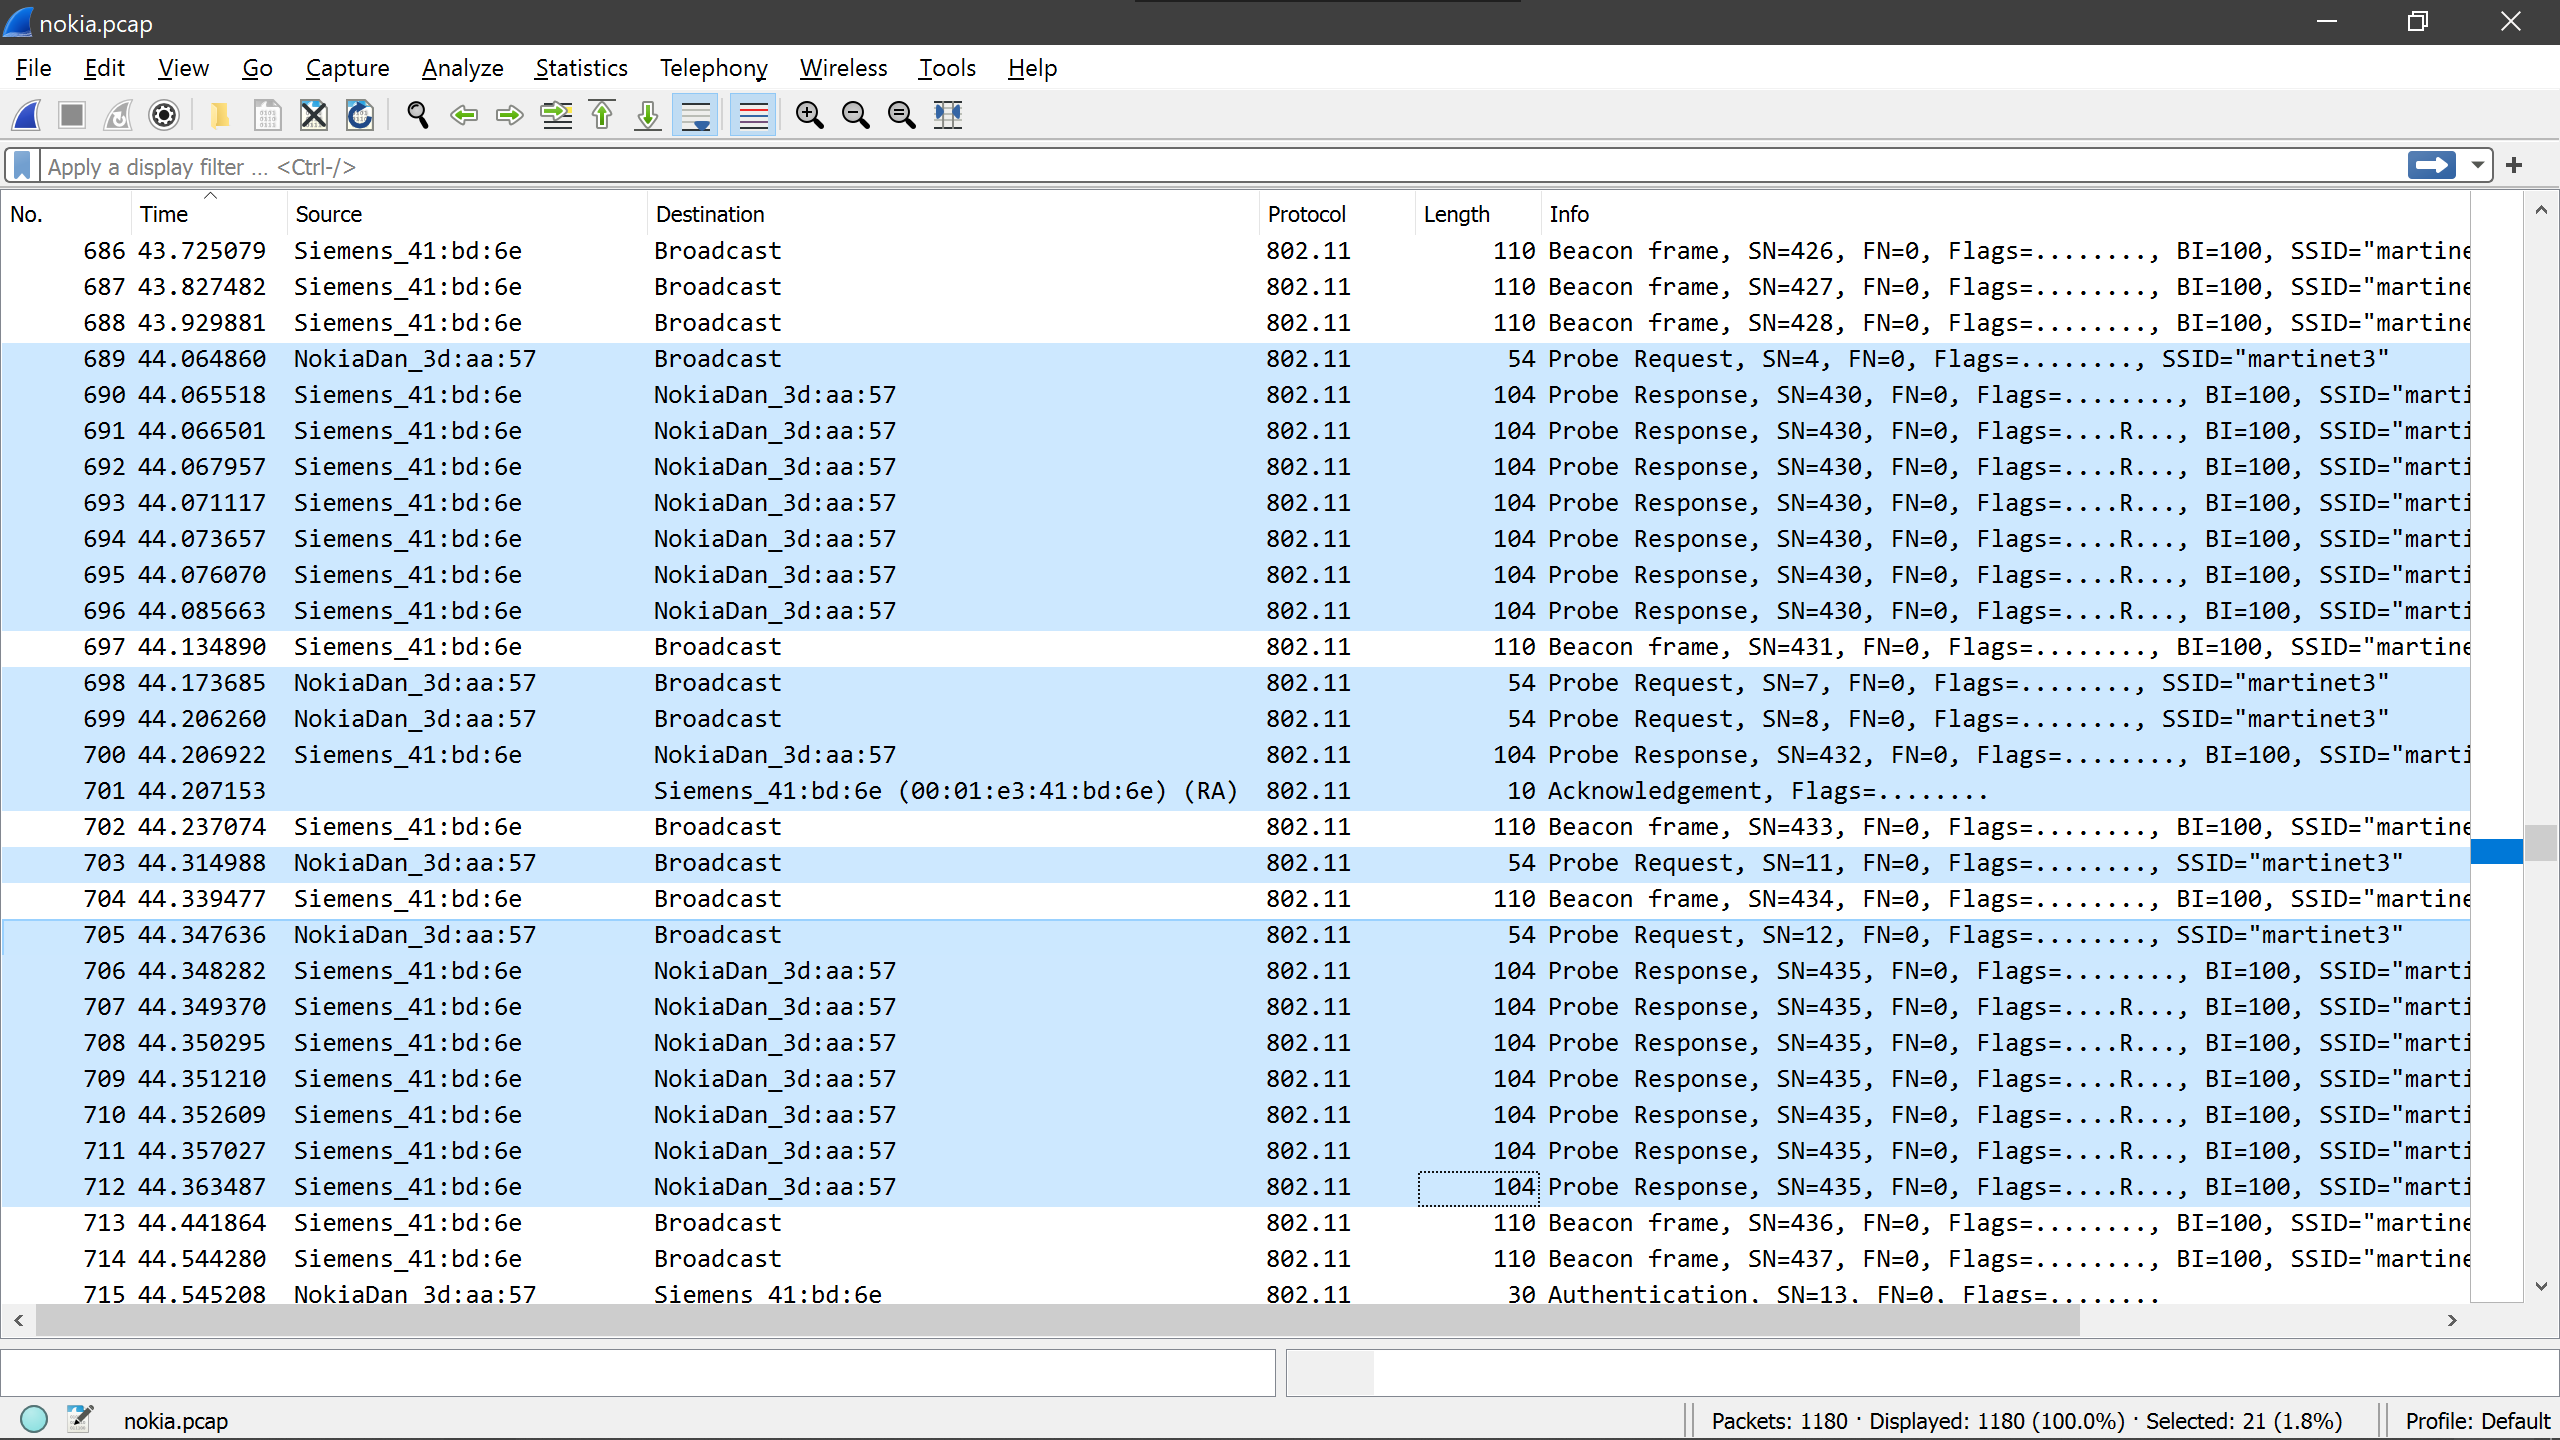 nokia.pcap
File Edit View Go Capture Analyze Statistics Telephony Wireless Tools Help
Apply a display filter … <Ctrl-/>
No. Time Source Destination Protocol Length Info
686 43.725079 Siemens_41:bd:6e Broadcast 802.11 110 Beacon frame, SN=426, FN=0, Flags=........, BI=100, SSID="martine
687 43.827482 Siemens_41:bd:6e Broadcast 802.11 110 Beacon frame, SN=427, FN=0, Flags=........, BI=100, SSID="martine
688 43.929881 Siemens_41:bd:6e Broadcast 802.11 110 Beacon frame, SN=428, FN=0, Flags=........, BI=100, SSID="martine
689 44.064860 NokiaDan_3d:aa:57 Broadcast 802.11 54 Probe Request, SN=4, FN=0, Flags=........, SSID="martinet3"
690 44.065518 Siemens_41:bd:6e NokiaDan_3d:aa:57 802.11 104 Probe Response, SN=430, FN=0, Flags=........, BI=100, SSID="marti
691 44.066501 Siemens_41:bd:6e NokiaDan_3d:aa:57 802.11 104 Probe Response, SN=430, FN=0, Flags=....R..., BI=100, SSID="marti
692 44.067957 Siemens_41:bd:6e NokiaDan_3d:aa:57 802.11 104 Probe Response, SN=430, FN=0, Flags=....R..., BI=100, SSID="marti
693 44.071117 Siemens_41:bd:6e NokiaDan_3d:aa:57 802.11 104 Probe Response, SN=430, FN=0, Flags=....R..., BI=100, SSID="marti
694 44.073657 Siemens_41:bd:6e NokiaDan_3d:aa:57 802.11 104 Probe Response, SN=430, FN=0, Flags=....R..., BI=100, SSID="marti
695 44.076070 Siemens_41:bd:6e NokiaDan_3d:aa:57 802.11 104 Probe Response, SN=430, FN=0, Flags=....R..., BI=100, SSID="marti
696 44.085663 Siemens_41:bd:6e NokiaDan_3d:aa:57 802.11 104 Probe Response, SN=430, FN=0, Flags=....R..., BI=100, SSID="marti
697 44.134890 Siemens_41:bd:6e Broadcast 802.11 110 Beacon frame, SN=431, FN=0, Flags=........, BI=100, SSID="martine
698 44.173685 NokiaDan_3d:aa:57 Broadcast 802.11 54 Probe Request, SN=7, FN=0, Flags=........, SSID="martinet3"
699 44.206260 NokiaDan_3d:aa:57 Broadcast 802.11 54 Probe Request, SN=8, FN=0, Flags=........, SSID="martinet3"
700 44.206922 Siemens_41:bd:6e NokiaDan_3d:aa:57 802.11 104 Probe Response, SN=432, FN=0, Flags=........, BI=100, SSID="marti
701 44.207153 Siemens_41:bd:6e (00:01:e3:41:bd:6e) (RA) 802.11 10 Acknowledgement, Flags=........
702 44.237074 Siemens_41:bd:6e Broadcast 802.11 110 Beacon frame, SN=433, FN=0, Flags=........, BI=100, SSID="martine
703 44.314988 NokiaDan_3d:aa:57 Broadcast 802.11 54 Probe Request, SN=11, FN=0, Flags=........, SSID="martinet3"
704 44.339477 Siemens_41:bd:6e Broadcast 802.11 110 Beacon frame, SN=434, FN=0, Flags=........, BI=100, SSID="martine
705 44.347636 NokiaDan_3d:aa:57 Broadcast 802.11 54 Probe Request, SN=12, FN=0, Flags=........, SSID="martinet3"
706 44.348282 Siemens_41:bd:6e NokiaDan_3d:aa:57 802.11 104 Probe Response, SN=435, FN=0, Flags=........, BI=100, SSID="marti
707 44.349370 Siemens_41:bd:6e NokiaDan_3d:aa:57 802.11 104 Probe Response, SN=435, FN=0, Flags=....R..., BI=100, SSID="marti
708 44.350295 Siemens_41:bd:6e NokiaDan_3d:aa:57 802.11 104 Probe Response, SN=435, FN=0, Flags=....R..., BI=100, SSID="marti
709 44.351210 Siemens_41:bd:6e NokiaDan_3d:aa:57 802.11 104 Probe Response, SN=435, FN=0, Flags=....R..., BI=100, SSID="marti
710 44.352609 Siemens_41:bd:6e NokiaDan_3d:aa:57 802.11 104 Probe Response, SN=435, FN=0, Flags=....R..., BI=100, SSID="marti
711 44.357027 Siemens_41:bd:6e NokiaDan_3d:aa:57 802.11 104 Probe Response, SN=435, FN=0, Flags=....R..., BI=100, SSID="marti
712 44.363487 Siemens_41:bd:6e NokiaDan_3d:aa:57 802.11 104 Probe Response, SN=435, FN=0, Flags=....R..., BI=100, SSID="marti
713 44.441864 Siemens_41:bd:6e Broadcast 802.11 110 Beacon frame, SN=436, FN=0, Flags=........, BI=100, SSID="martine
714 44.544280 Siemens_41:bd:6e Broadcast 802.11 110 Beacon frame, SN=437, FN=0, Flags=........, BI=100, SSID="martine
715 44.545208 NokiaDan_3d:aa:57 Siemens_41:bd:6e 802.11 30 Authentication, SN=13, FN=0, Flags=........
nokia.pcap Packets: 1180 · Displayed: 1180 (100.0%) · Selected: 21 (1.8%) Profile: Default